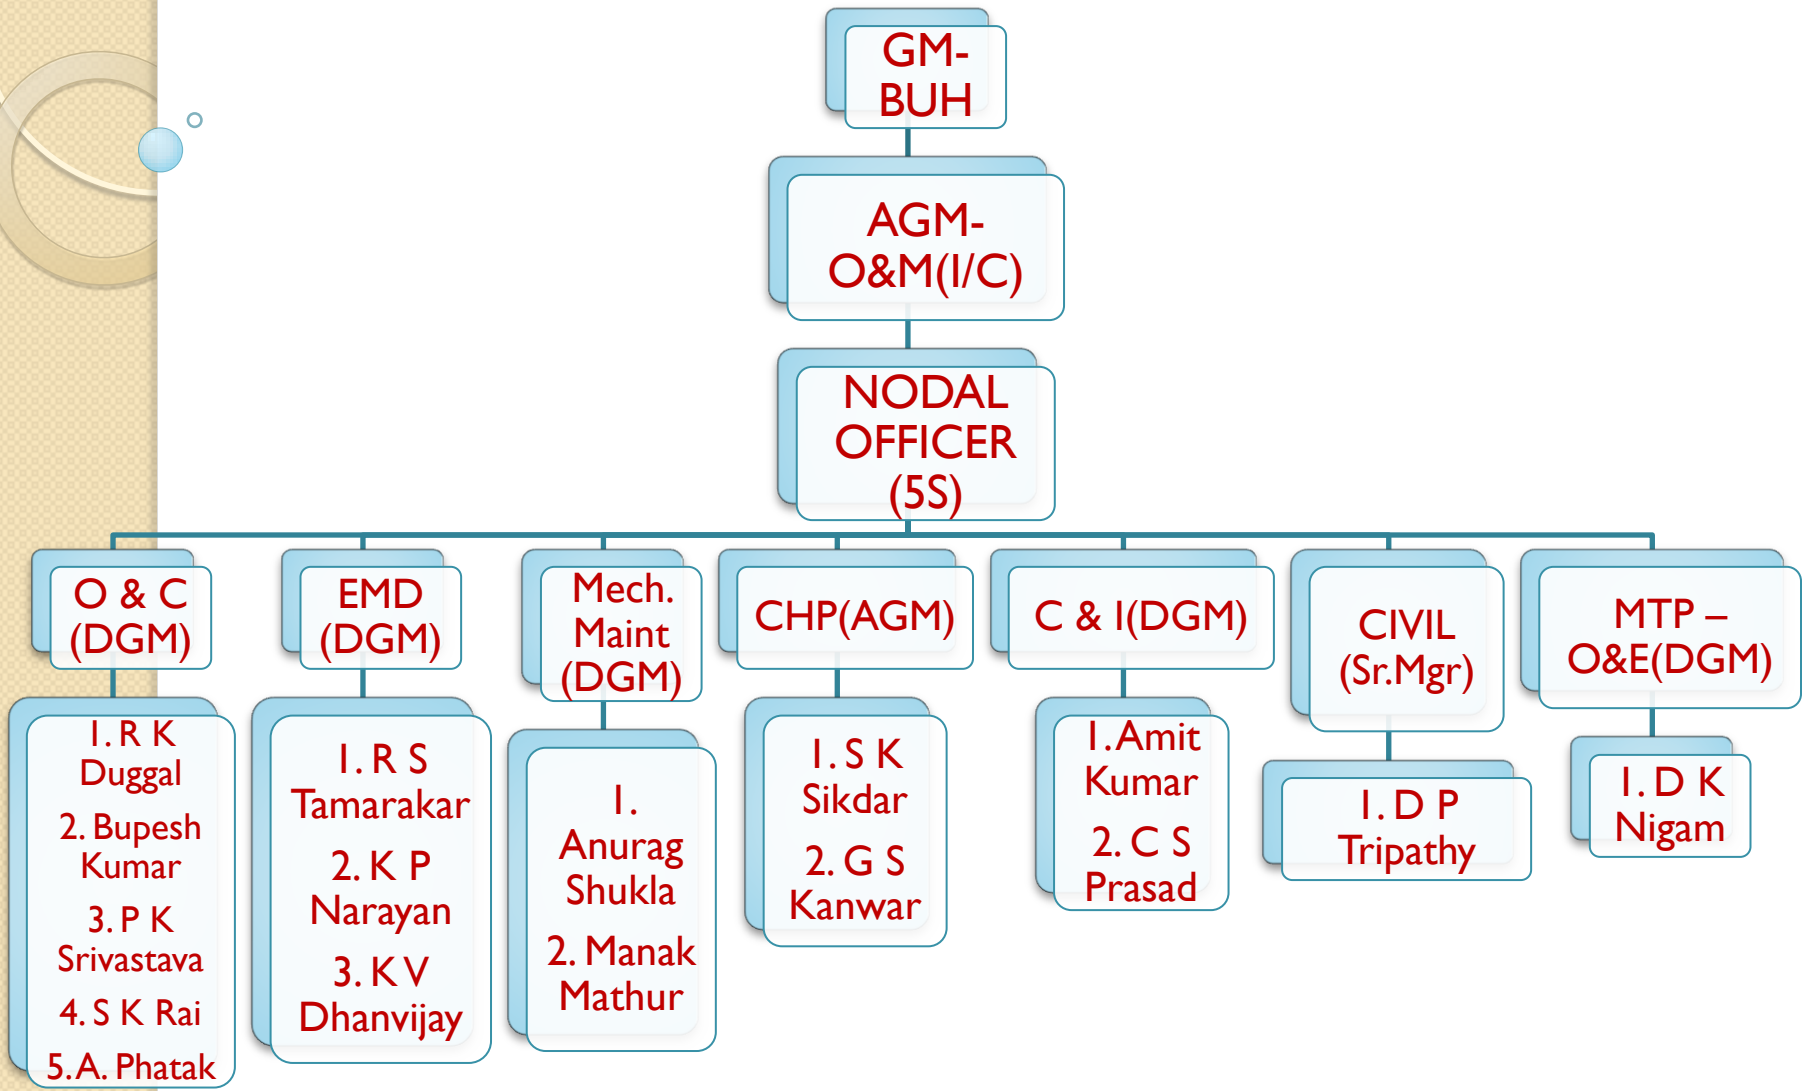 GM-
BUH
AGM-
O&M(I/C)
NODAL
OFFICER
(5S)
O & C
(DGM)
EMD
(DGM)
Mech.
Maint
(DGM)
CHP(AGM)
C & I(DGM)
CIVIL
(Sr.Mgr)
MTP –
O&E(DGM)
1. R K
Duggal
2. Bupesh
Kumar
3. P K
Srivastava
4. S K Rai
5. A. Phatak
1. R S
Tamarakar
2. K P
Narayan
3. K V
Dhanvijay
1.
Anurag
Shukla
2. Manak
Mathur
1. S K
Sikdar
2. G S
Kanwar
1. Amit
Kumar
2. C S
Prasad
1. D P
Tripathy
1. D K
Nigam